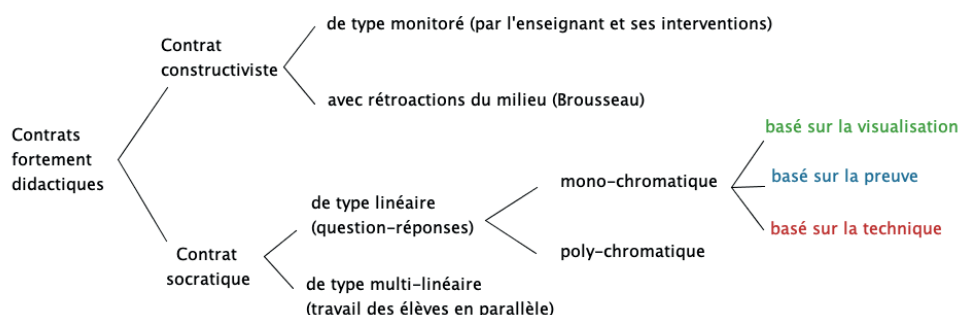 Contrats
fortement
didactiques
Contrat
constructiviste
de type monitoré (par l'enseignant et ses interventions)
avec rétroactions du milieu (Brousseau)
Contrat
socratique
de type linéaire
(question-réponses)
mono-chromatique
basé sur la visualisation
basé sur la preuve
basé sur la technique
poly-chromatique
de type multi-linéaire
(travail des élèves en parallèle)